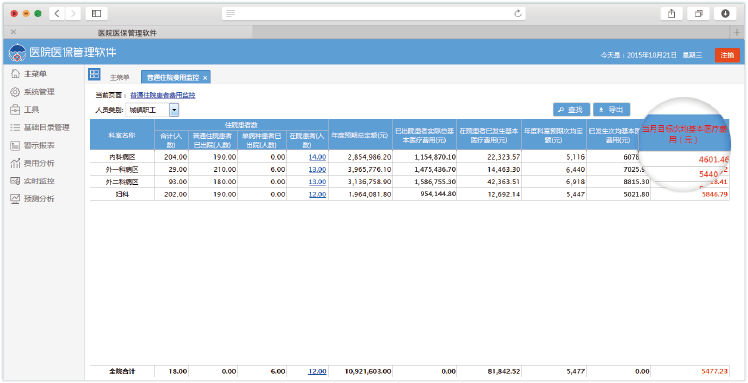 医院医保管理软件
医院医保管理软件
今天是：2015年10月21日 星期三
注销
主菜单
系统管理
工具
基础目录管理
警示报表
费用分析
实时监控
预测分析
主菜单
普通住院费用监控 ×
当前页面：普通住院患者费用监控
人员类别： 城镇职工
查找
导出
科室名称 住院患者数 年度预期总金额(元) 已出院患者实际总基本医疗费用(元) 在院患者已发生基本医疗费用(元) 年度科室预期次均定额(元) 已发生次均基本医疗费用(元) 当月目标次均基本医疗费用（元）
合计(人数) 普通住院患者已出院(人数) 单病种患者已出院(人数) 在院患者(人数)
内科病区 204.00 190.00 0.00 14.00 2,854,986.20 1,154,870.10 22,323.57 5,116 6078 4601.46
外一科病区 29.00 210.00 6.00 13.00 3,965,776.10 1,475,436.70 14,463.30 6,440 7025. 5440
外二科病区 93.00 180.00 0.00 13.00 3,136,758.90 1,586,755.30 42,363.51 6,918 8815.30 8.41
妇科 202.00 190.00 0.00 12.00 1,964,081.80 954,144.80 12,692.14 5,447 5021.80 5846.79
全院合计 18.00 0.00 6.00 12.00 10,921,603.00 0.00 81,842.52 5,477 0.00 5477.23